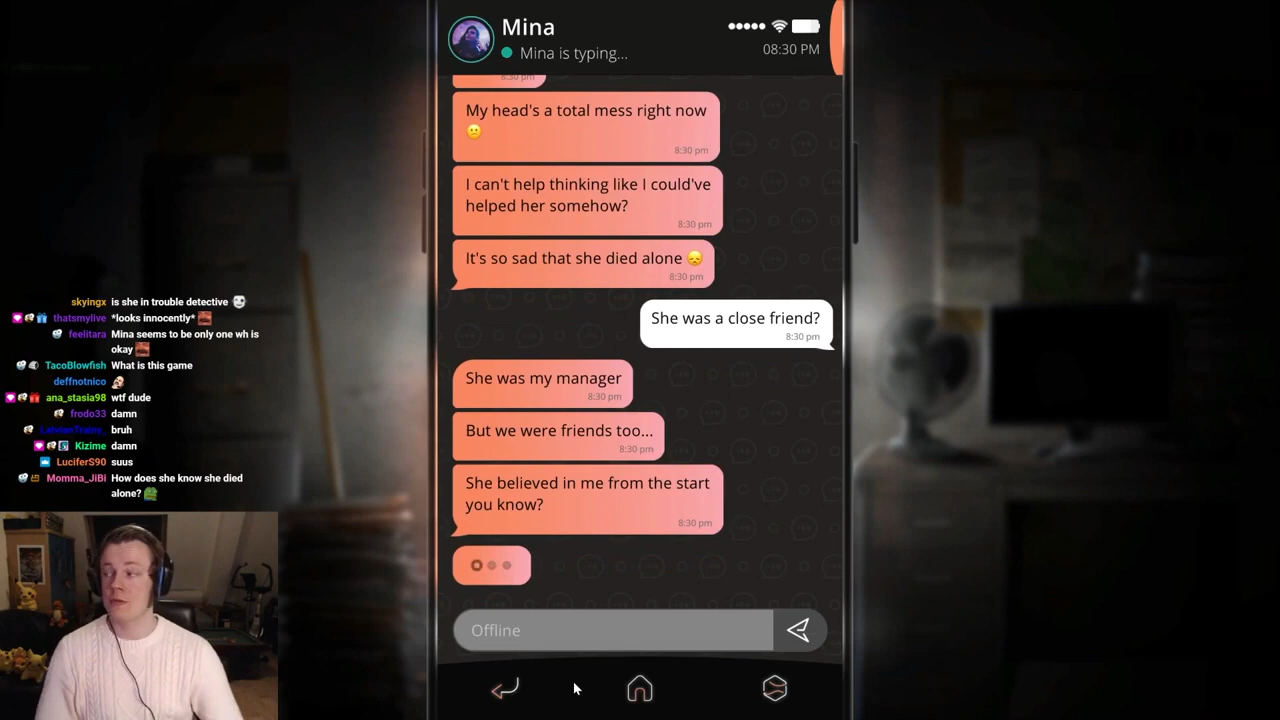 Mina
Mina is typing...
08:30 PM
8:30 pm
My head's a total mess right now
8:30 pm
I can't help thinking like I could've
helped her somehow?
8:30 pm
It's so sad that she died alone
8:30 pm
She was a close friend?
8:30 pm
She was my manager
8:30 pm
But we were friends too...
8:30 pm
She believed in me from the start
you know?
8:30 pm
Offline
skyingx is she in trouble detective
thatsmylive *looks innocently*
feelitara Mina seems to be only one wh is
okay
TacoBlowfish What is this game
deffnotnico
ana_stasia98 wtf dude
frodo33 damn
bruh
Kizime damn
LuciferS90 suus
Momma_JiBi How does she know she died
alone?